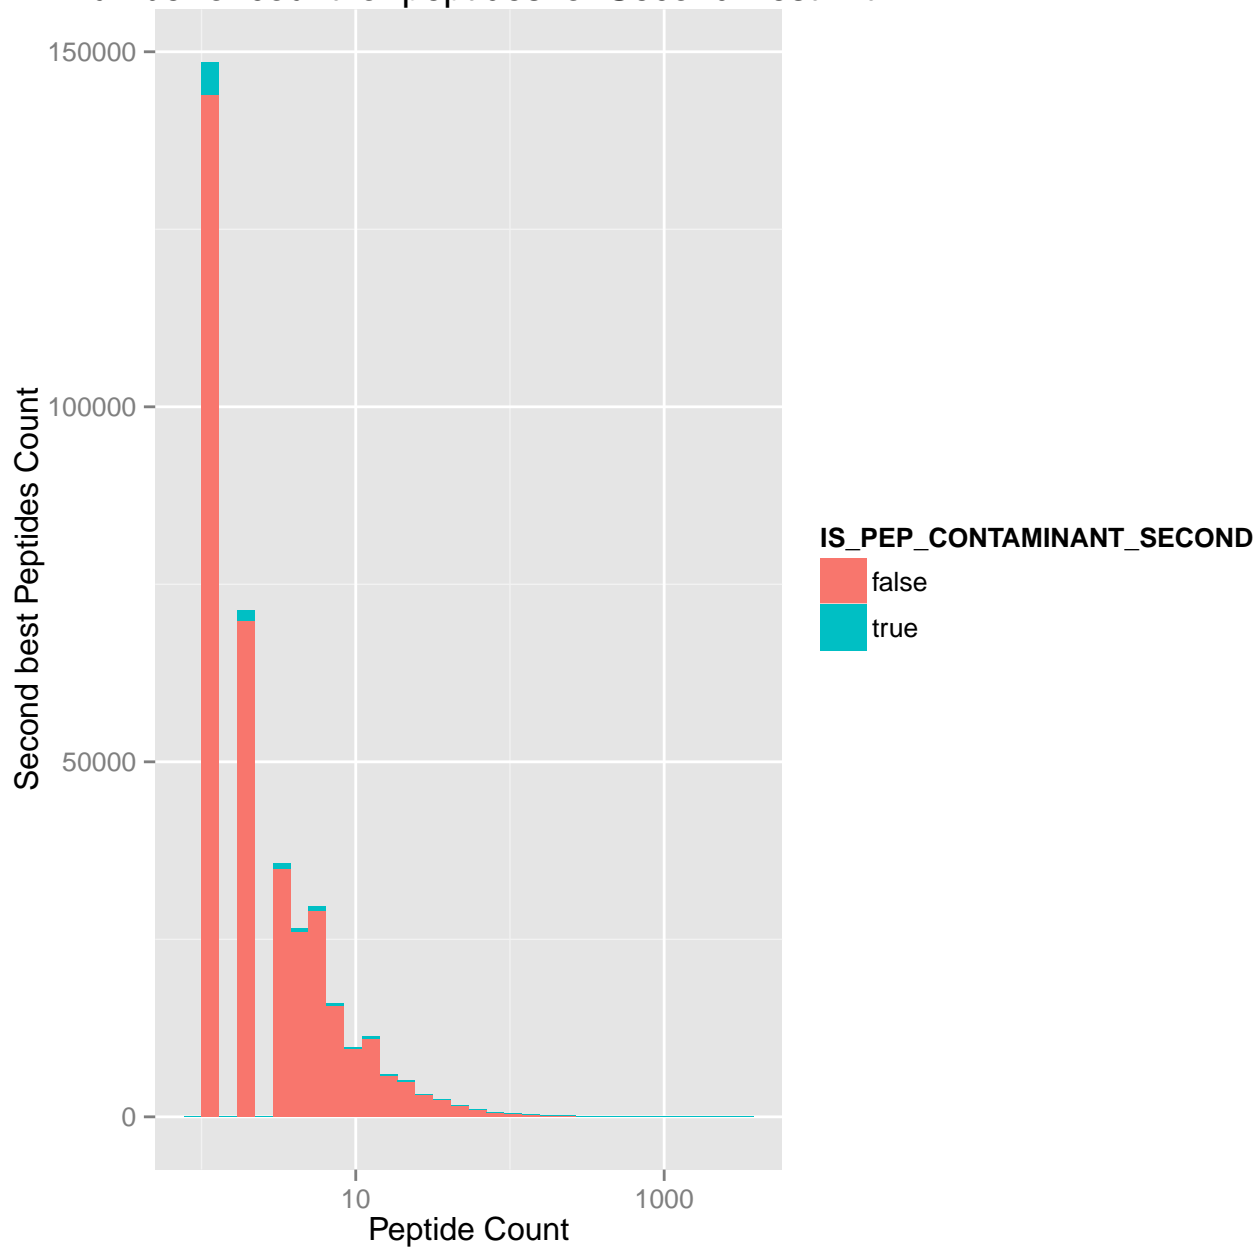 150000
100000
50000
0
10
1000
Peptide Count
Second best Peptides Count
IS_PEP_CONTAMINANT_SECOND
false
true